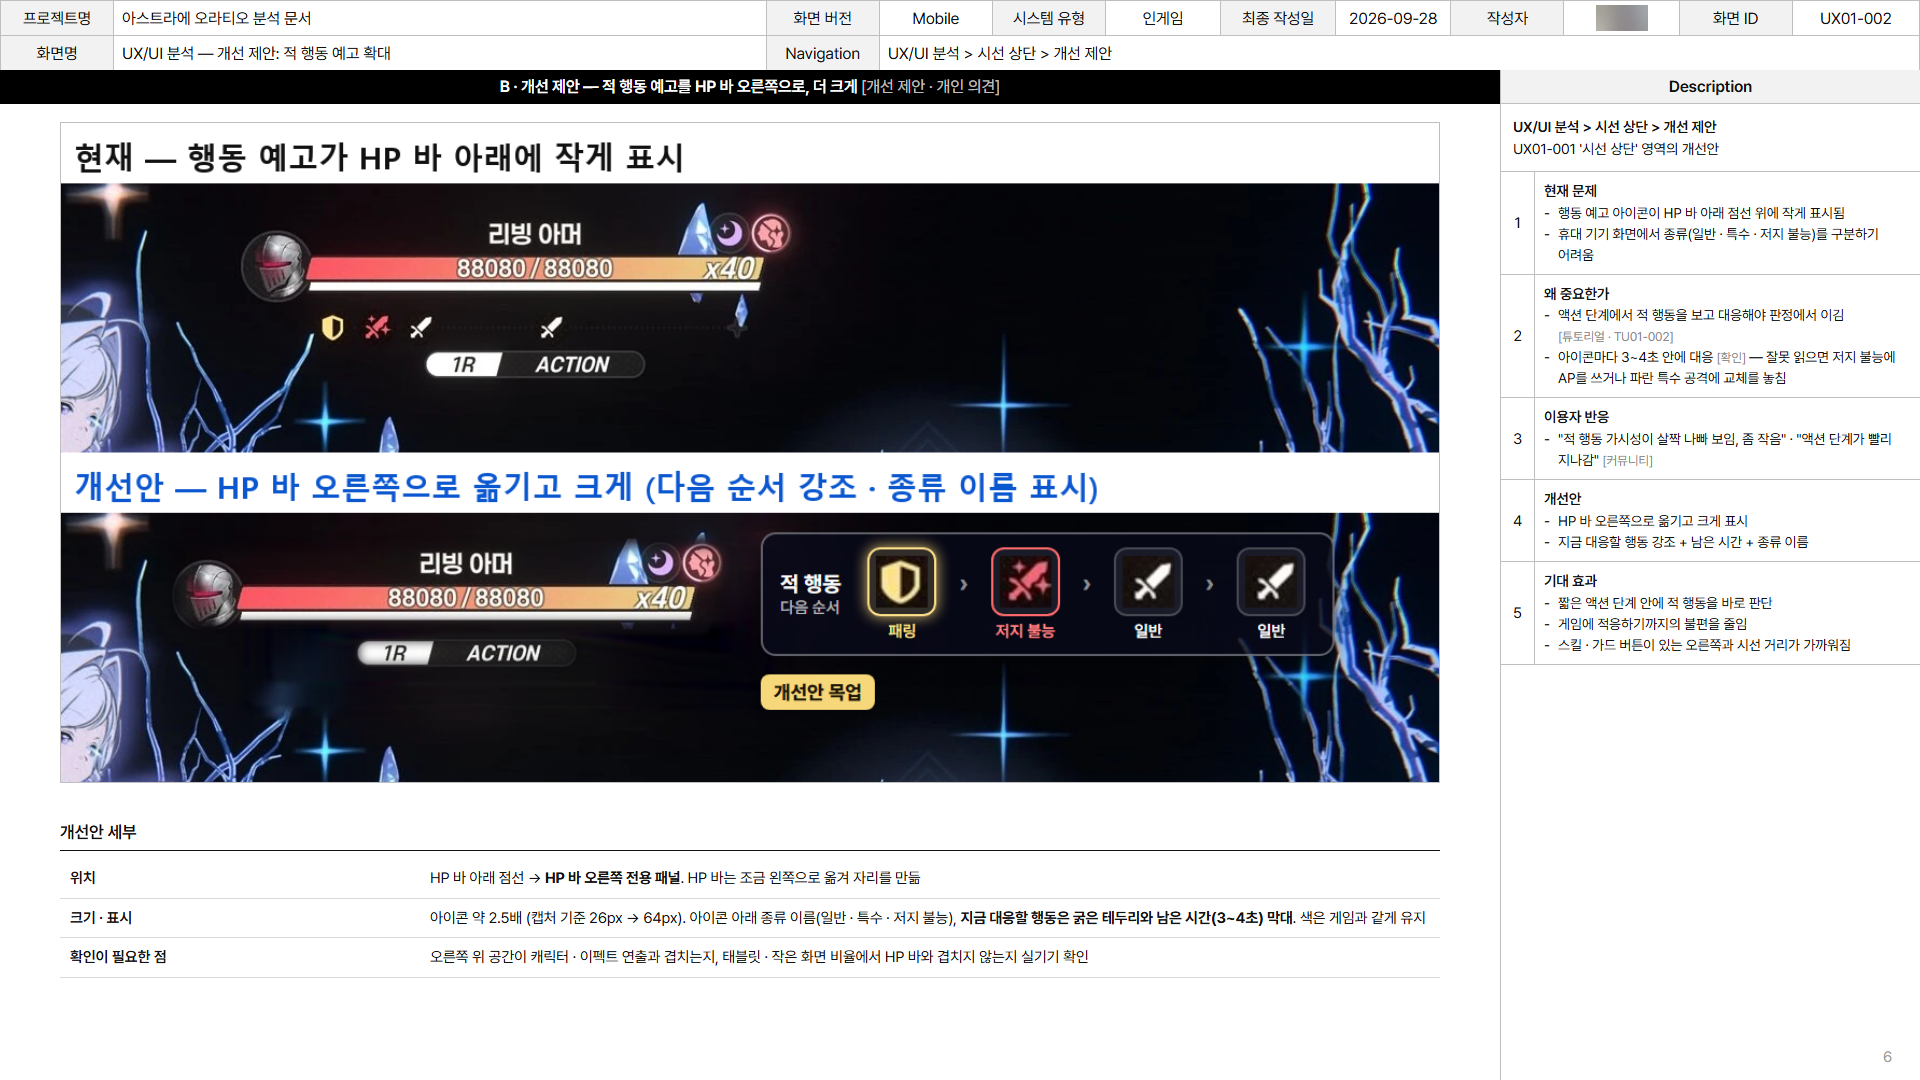 프로젝트명 아스트라에 오라티오 분석 문서 화면 버전 Mobile 시스템 유형 인게임 최종 작성일 2026-09-28 작성자 화면 ID UX01-002
화면명 UX/UI 분석 — 개선 제안: 적 행동 예고 확대 Navigation UX/UI 분석 > 시선 상단 > 개선 제안
B · 개선 제안 — 적 행동 예고를 HP 바 오른쪽으로, 더 크게 [개선 제안 · 개인 의견]
현재 — 행동 예고가 HP 바 아래에 작게 표시
리빙 아머
88080 / 88080 x40
1R ACTION
개선안 — HP 바 오른쪽으로 옮기고 크게 (다음 순서 강조 · 종류 이름 표시)
리빙 아머
88080 / 88080 x40
1R ACTION
적 행동
다음 순서
패링 › 저지 불능 › 일반 › 일반
개선안 목업
개선안 세부
위치 HP 바 아래 점선 → HP 바 오른쪽 전용 패널. HP 바는 조금 왼쪽으로 옮겨 자리를 만듦
크기 · 표시 아이콘 약 2.5배 (캡처 기준 26px → 64px). 아이콘 아래 종류 이름(일반 · 특수 · 저지 불능), 지금 대응할 행동은 굵은 테두리와 남은 시간(3~4초) 막대. 색은 게임과 같게 유지
확인이 필요한 점 오른쪽 위 공간이 캐릭터 · 이펙트 연출과 겹치는지, 태블릿 · 작은 화면 비율에서 HP 바와 겹치지 않는지 실기기 확인
Description
UX/UI 분석 > 시선 상단 > 개선 제안
UX01-001 '시선 상단' 영역의 개선안
1 현재 문제
- 행동 예고 아이콘이 HP 바 아래 점선 위에 작게 표시됨
- 휴대 기기 화면에서 종류(일반 · 특수 · 저지 불능)를 구분하기
어려움
2 왜 중요한가
- 액션 단계에서 적 행동을 보고 대응해야 판정에서 이김
[튜토리얼 · TU01-002]
- 아이콘마다 3~4초 안에 대응 [확인] — 잘못 읽으면 저지 불능에
AP를 쓰거나 파란 특수 공격에 교체를 놓침
3 이용자 반응
- "적 행동 가시성이 살짝 나빠 보임, 좀 작음" · "액션 단계가 빨리
지나감" [커뮤니티]
4 개선안
- HP 바 오른쪽으로 옮기고 크게 표시
- 지금 대응할 행동 강조 + 남은 시간 + 종류 이름
5 기대 효과
- 짧은 액션 단계 안에 적 행동을 바로 판단
- 게임에 적응하기까지의 불편을 줄임
- 스킬 · 가드 버튼이 있는 오른쪽과 시선 거리가 가까워짐
6